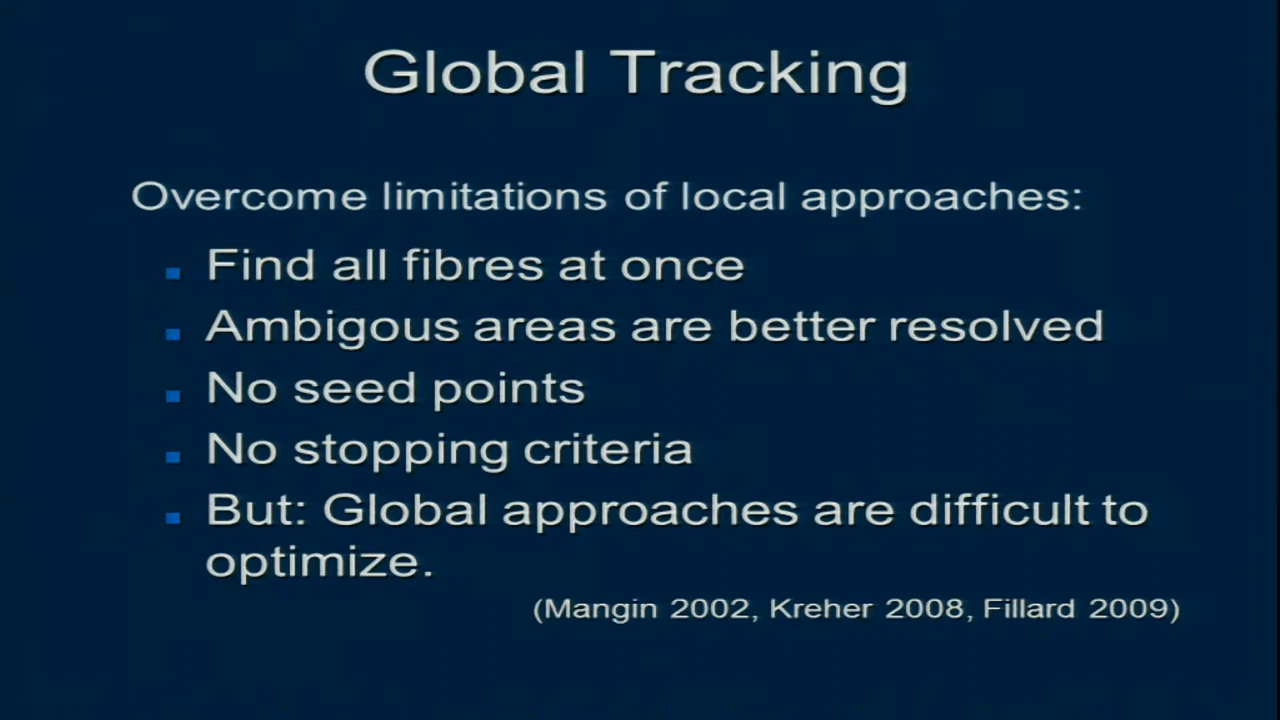 Global Tracking
Overcome limitations of local approaches:
Find all fibres at once
Ambigous areas are better resolved
No seed points
No stopping criteria
But: Global approaches are difficult to
optimize.
(Mangin 2002, Kreher 2008, Fillard 2009)